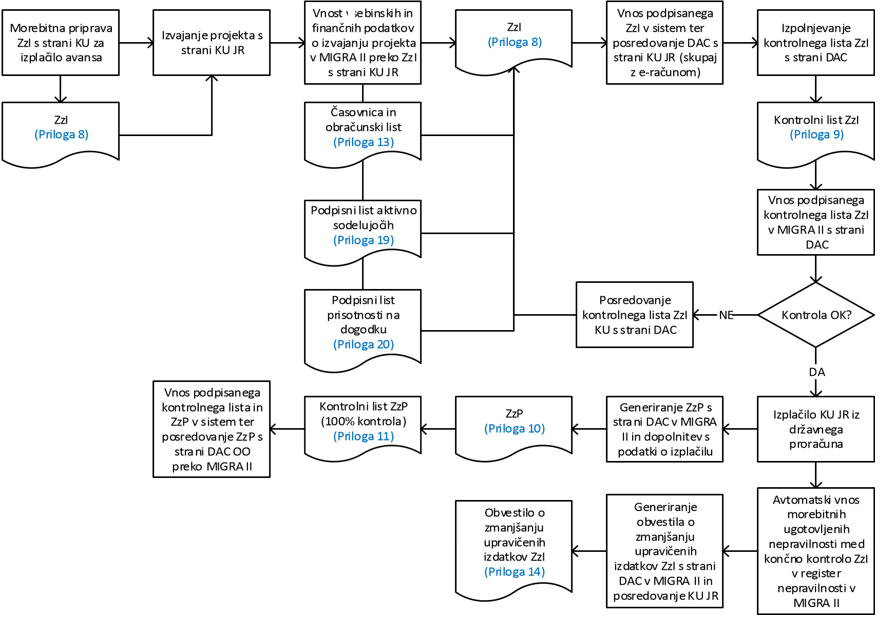 Morebitna priprava
ZzI s strani KU za
izplačilo avansa
Izvajanje projekta s
strani KU JR
Vnost vsebinskih in
finančnih podatkov
o izvajanju projekta
v MIGRA II preko ZzI
s strani KU JR
ZzI
(Priloga 8)
Vnos podpisanega
ZzI v sistem ter
posredovanje DAC s
strani KU JR (skupaj
z e-računom)
Izpolnjevanje
kontrolnega lista ZzI
s strani DAC
ZzI
(Priloga 8)
Časovnica in
obračunski list
(Priloga 13)
Kontrolni list ZzI
(Priloga 9)
Podpisni list aktivno
sodelujočih
(Priloga 19)
Vnos podpisanega
kontrolnega lista ZzI
v MIGRA II s strani
DAC
Podpisni list
prisotnosti na
dogodku
(Priloga 20)
Posredovanje
kontrolnega lista ZzI
KU s strani DAC
NE
Kontrola OK?
DA
Vnos podpisanega
kontrolnega lista in
ZzP v sistem ter
posredovanje ZzP s
strani DAC OO
preko MIGRA II
Kontrolni list ZzP
(100% kontrola)
(Priloga 11)
ZzP
(Priloga 10)
Generiranje ZzP s
strani DAC v MIGRA
II in dopolnitev s
podatki o izplačilu
Izplačilo KU JR iz
državnega
proračuna
Obvestilo o
zmanjšanju
upravičenih
izdatkov ZzI
(Priloga 14)
Generiranje
obvestila o
zmanjšanju
upravičenih
izdatkov ZzI s strani
DAC v MIGRA II in
posredovanje KU JR
Avtomatski vnos
morebitnih
ugotovljenih
nepravilnosti med
končno kontrolo ZzI
v register
nepravilnosti v
MIGRA II